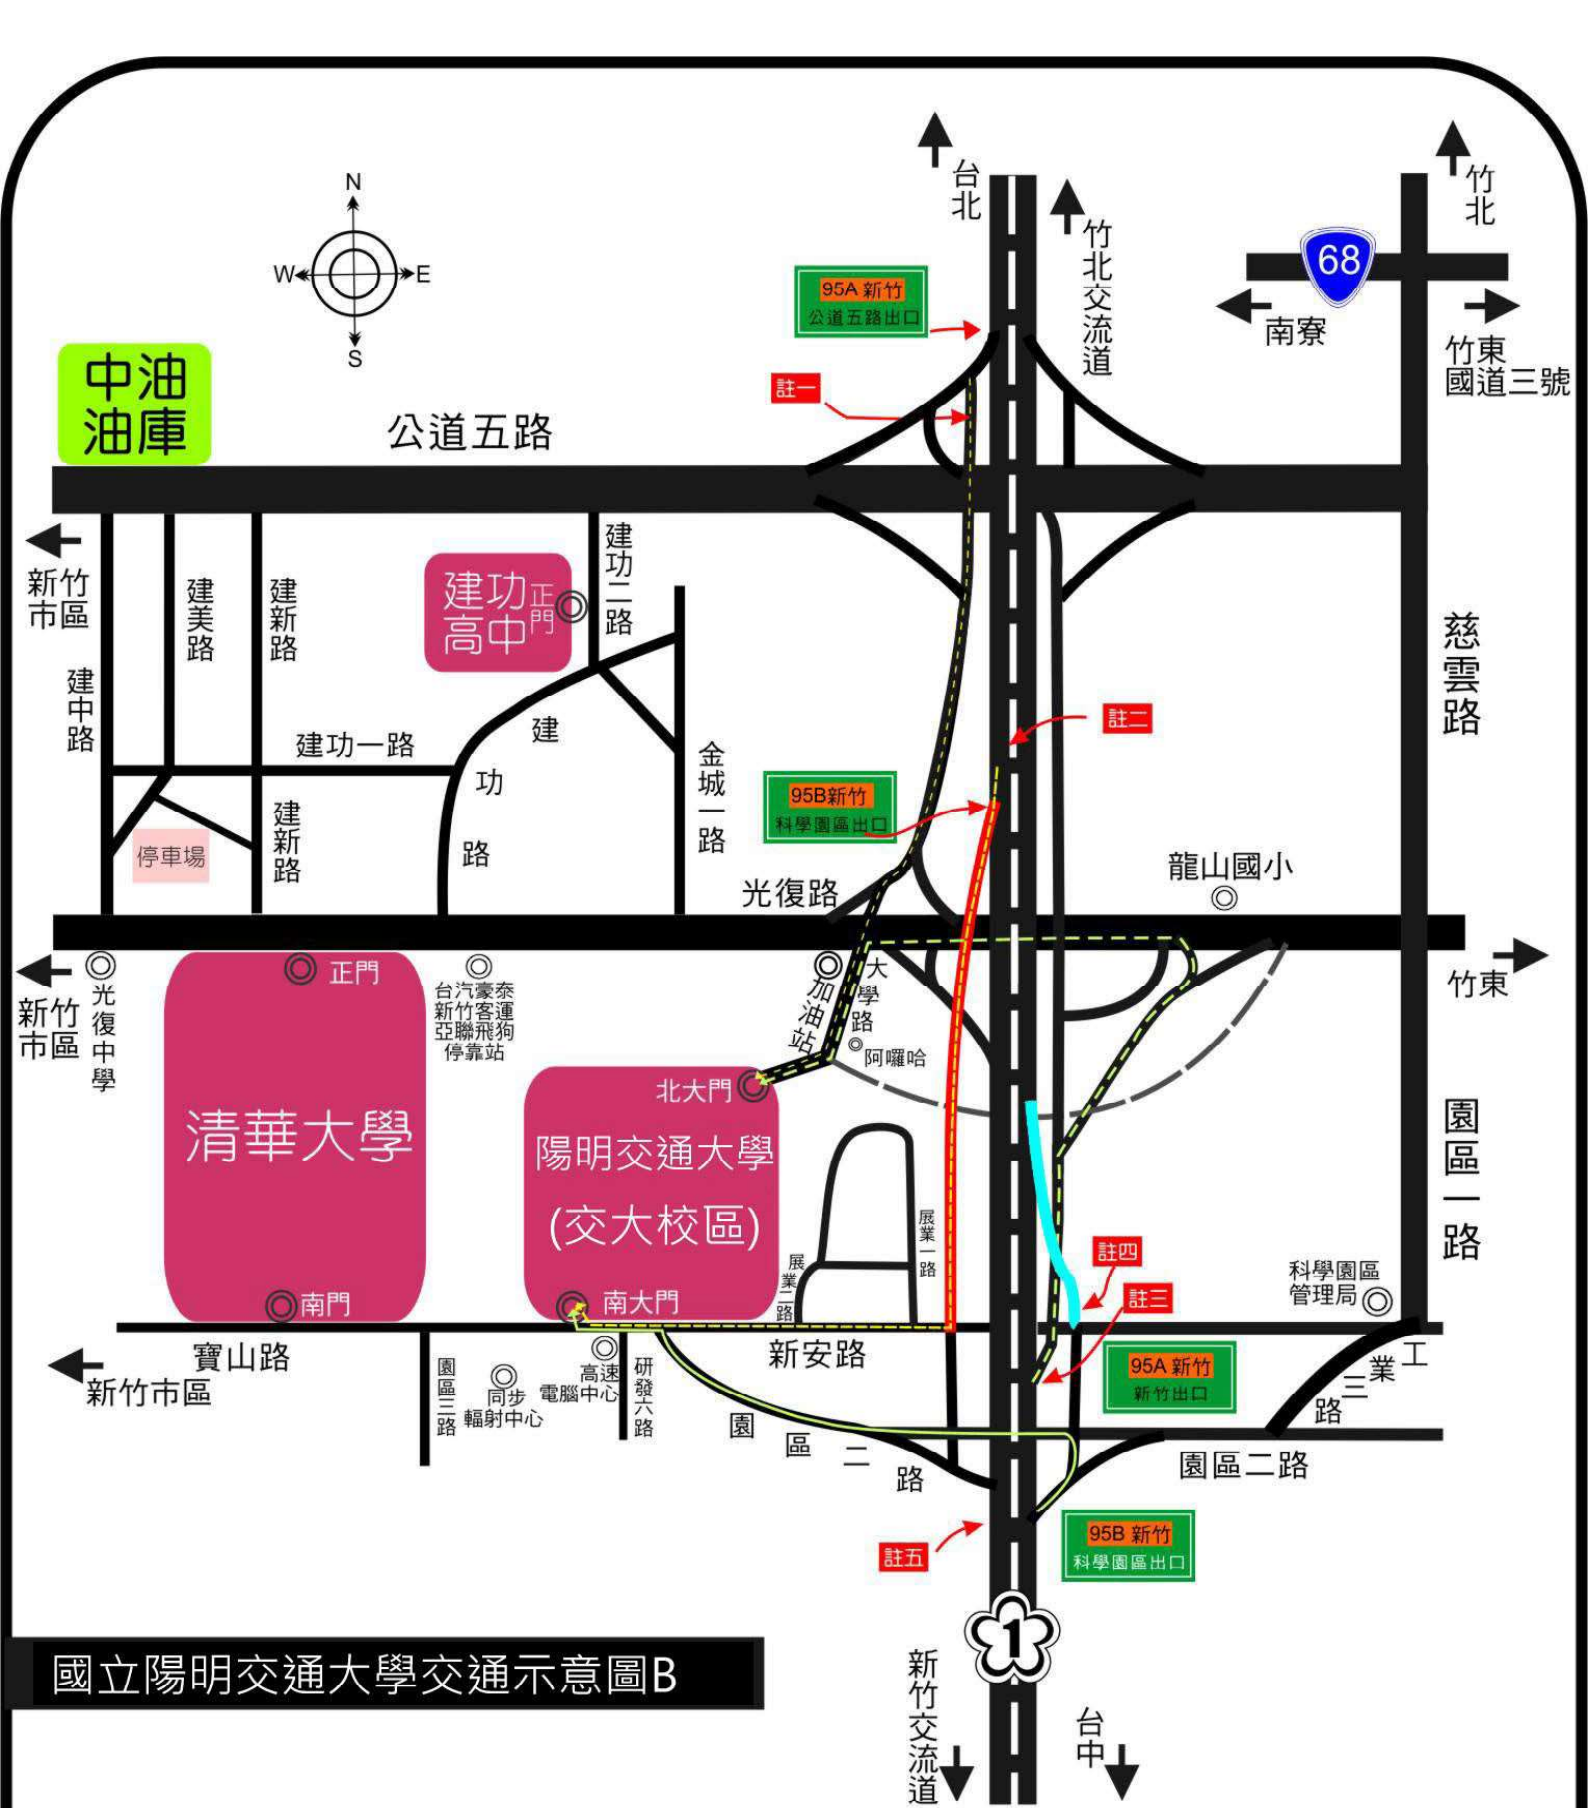 台北
竹北
竹北交流道
N
W
E
S
68
95A 新竹
公道五路出口
南寮
竹東
國道三號
中油
油庫
註一
公道五路
新竹
市區
建美路
建新路
建功
高中
正門
建功二路
慈雲路
建中路
註二
建功一路
建功路
金城一路
95B新竹
科學園區出口
建新路
停車場
光復路
龍山國小
新竹
市區
光復中學
正門
台汽豪泰
新竹客運
亞聯飛狗
停靠站
加油站
大學路
阿囉哈
竹東
北大門
清華大學
陽明交通大學
(交大校區)
園區一路
展業一路
展業二路
註四
科學園區
管理局
註三
南門
南大門
寶山路
新安路
新竹市區
園區三路
同步
輻射中心
高速
電腦中心
研發六路
95A 新竹
新竹出口
工業三路
園區二路
園區二路
95B 新竹
科學園區出口
註五
1
國立陽明交通大學交通示意圖B
新竹交流道
台中